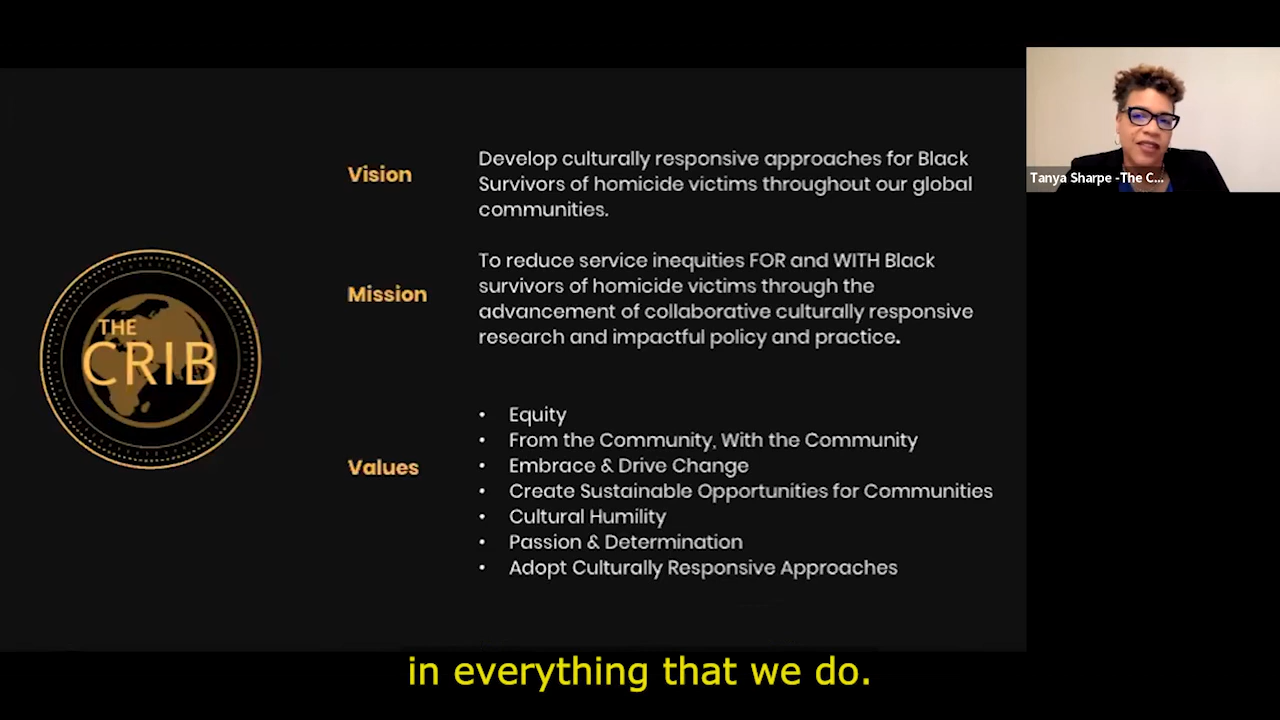 Vision
Develop culturally responsive approaches for Black
Survivors of homicide victims throughout our global
communities.
Mission
To reduce service inequities FOR and WITH Black
survivors of homicide victims through the
advancement of collaborative culturally responsive
research and impactful policy and practice.
THE
CRIB
Values
• Equity
• From the Community, With the Community
• Embrace & Drive Change
• Create Sustainable Opportunities for Communities
• Cultural Humility
• Passion & Determination
• Adopt Culturally Responsive Approaches
Tanya Sharpe -The C...
in everything that we do.